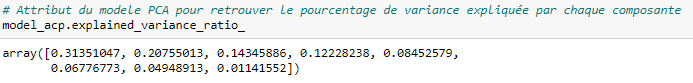 # Attribut du modele PCA pour retrouver le pourcentage de variance expliquée par chaque composante
model_acp.explained_variance_ratio_
array([0.31351047, 0.20755013, 0.14345886, 0.12228238, 0.08452579,
0.06776773, 0.04948913, 0.01141552])